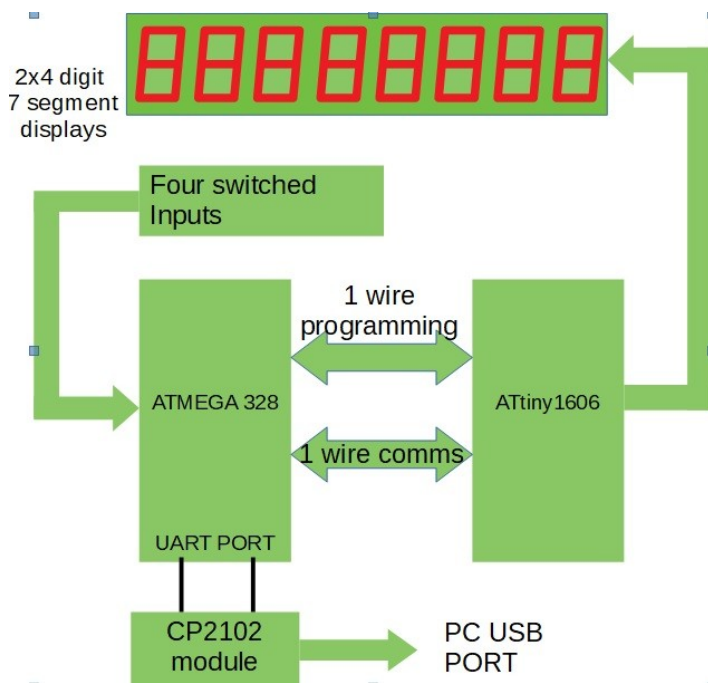 2x4 digit
7 segment
displays
Four switched
Inputs
1 wire
programming
ATMEGA 328
ATtiny1606
1 wire comms
UART PORT
CP2102
module
PC USB
PORT